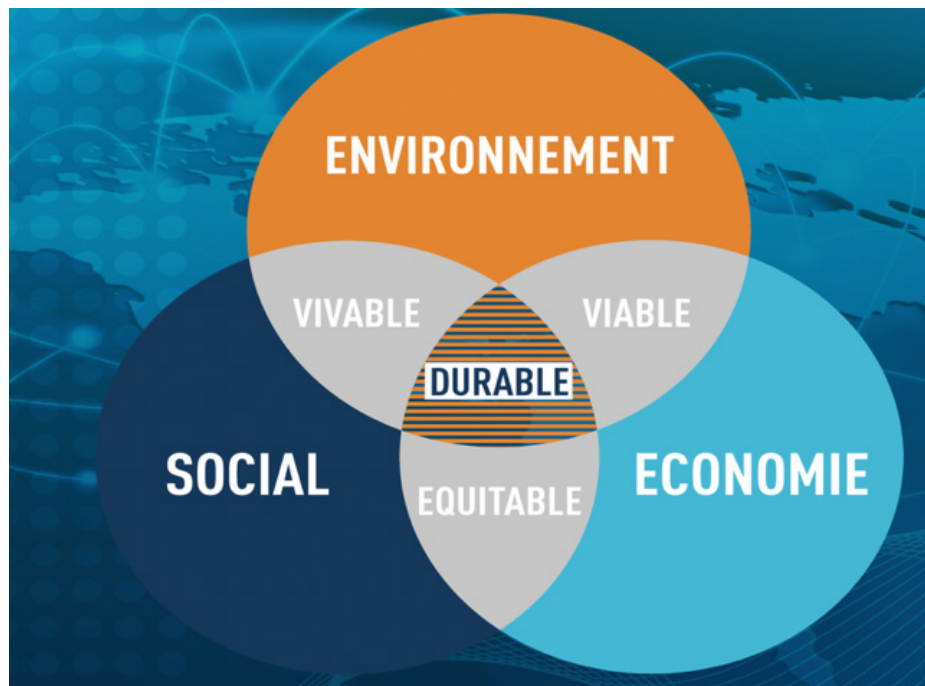 ENVIRONNEMENT
VIVABLE
VIABLE
DURABLE
SOCIAL
ECONOMIE
EQUITABLE